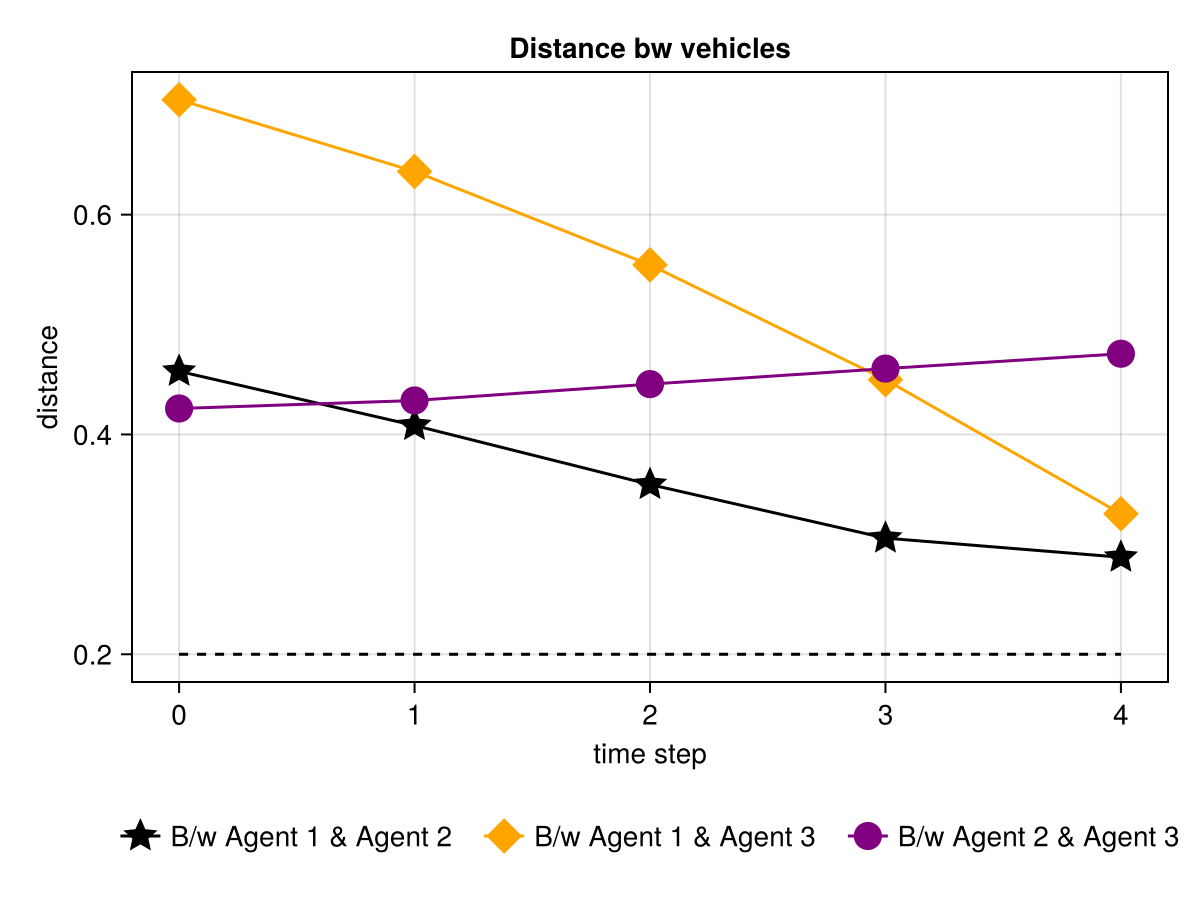 Distance bw vehicles
distance
0.6
0.4
0.2
0 1 2 3 4
time step
B/w Agent 1 & Agent 2 B/w Agent 1 & Agent 3 B/w Agent 2 & Agent 3